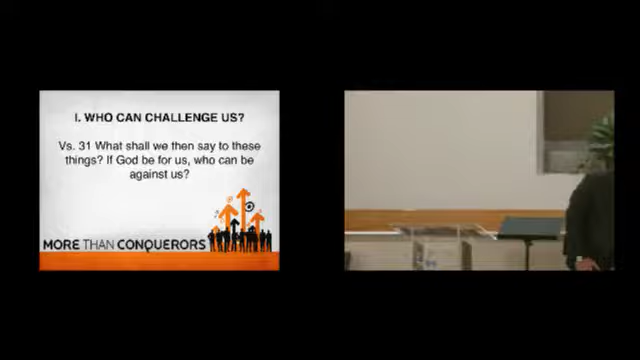 I. WHO CAN CHALLENGE US?
Vs. 31 What shall we then say to these
things? If God be for us, who can be
against us?
MORE THAN CONQUERORS